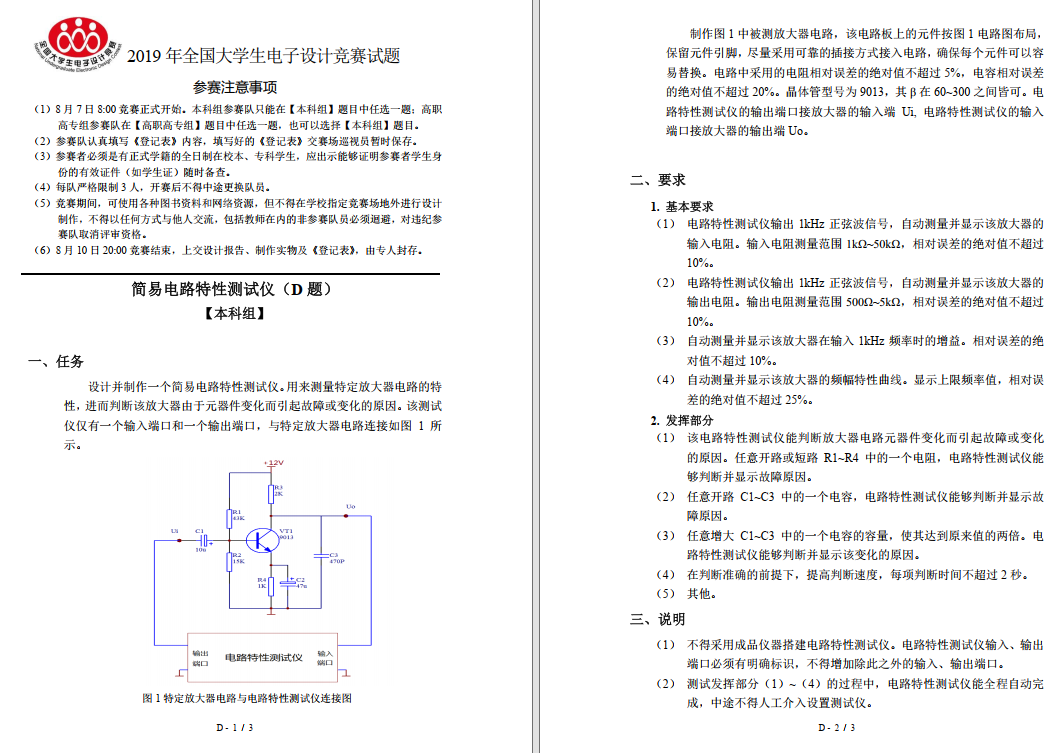 全国大学生电子设计竞赛
National Undergraduate Electronic Design Contest
2019 年全国大学生电子设计竞赛试题
参赛注意事项
（1）8 月 7 日 8:00 竞赛正式开始。本科组参赛队只能在【本科组】题目中任选一题；高职
高专组参赛队在【高职高专组】题目中任选一题，也可以选择【本科组】题目。
（2）参赛队认真填写《登记表》内容，填写好的《登记表》交赛场巡视员暂时保存。
（3）参赛者必须是有正式学籍的全日制在校本、专科学生，应出示能够证明参赛者学生身
份的有效证件（如学生证）随时备查。
（4）每队严格限制 3 人，开赛后不得中途更换队员。
（5）竞赛期间，可使用各种图书资料和网络资源，但不得在学校指定竞赛场地外进行设计
制作，不得以任何方式与他人交流，包括教师在内的非参赛队员必须迴避，对违纪参
赛队取消评审资格。
（6）8 月 10 日 20:00 竞赛结束，上交设计报告、制作实物及《登记表》，由专人封存。
简易电路特性测试仪（D 题）
【本科组】
一、任务
设计并制作一个简易电路特性测试仪。用来测量特定放大器电路的特
性，进而判断该放大器由于元器件变化而引起故障或变化的原因。该测试
仪仅有一个输入端口和一个输出端口，与特定放大器电路连接如图 1 所
示。
+12V
R3
2K
Uo
R1
43K
Ui
C1
10u
VT1
9013
R2
15K
C3
470P
R4
1K
C2
47u
输出
端口
电路特性测试仪
输入
端口
图 1 特定放大器电路与电路特性测试仪连接图
D - 1 / 3
制作图 1 中被测放大器电路，该电路板上的元件按图 1 电路图布局，
保留元件引脚，尽量采用可靠的插接方式接入电路，确保每个元件可以容
易替换。电路中采用的电阻相对误差的绝对值不超过 5%，电容相对误差
的绝对值不超过 20%。晶体管型号为 9013，其 β 在 60~300 之间皆可。电
路特性测试仪的输出端口接放大器的输入端 Ui, 电路特性测试仪的输入
端口接放大器的输出端 Uo。
二、要求
1. 基本要求
（1） 电路特性测试仪输出 1kHz 正弦波信号，自动测量并显示该放大器的
输入电阻。输入电阻测量范围 1kΩ~50kΩ，相对误差的绝对值不超过
10%。
（2） 电路特性测试仪输出 1kHz 正弦波信号，自动测量并显示该放大器的
输出电阻。输出电阻测量范围 500Ω~5kΩ，相对误差的绝对值不超过
10%。
（3） 自动测量并显示该放大器在输入 1kHz 频率时的增益。相对误差的绝
对值不超过 10%。
（4） 自动测量并显示该放大器的频幅特性曲线。显示上限频率值，相对误
差的绝对值不超过 25%。
2. 发挥部分
（1） 该电路特性测试仪能判断放大器电路元器件变化而引起故障或变化
的原因。任意开路或短路 R1~R4 中的一个电阻，电路特性测试仪能
够判断并显示故障原因。
（2） 任意开路 C1~C3 中的一个电容，电路特性测试仪能够判断并显示故
障原因。
（3） 任意增大 C1~C3 中的一个电容的容量，使其达到原来值的两倍。电
路特性测试仪能够判断并显示该变化的原因。
（4） 在判断准确的前提下，提高判断速度，每项判断时间不超过 2 秒。
（5） 其他。
三、说明
（1） 不得采用成品仪器搭建电路特性测试仪。电路特性测试仪输入、输出
端口必须有明确标识，不得增加除此之外的输入、输出端口。
（2） 测试发挥部分（1）~（4）的过程中，电路特性测试仪能全程自动完
成，中途不得人工介入设置测试仪。
D - 2 / 3